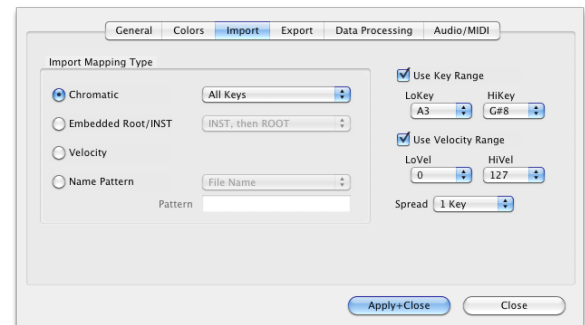 General Colors Import Export Data Processing Audio/MIDI
Import Mapping Type
Chromatic All Keys
Embedded Root/INST INST, then ROOT
Velocity
Name Pattern File Name
Pattern
Use Key Range
LoKey HiKey
A3 G#8
Use Velocity Range
LoVel HiVel
0 127
Spread 1 Key
Apply+Close Close